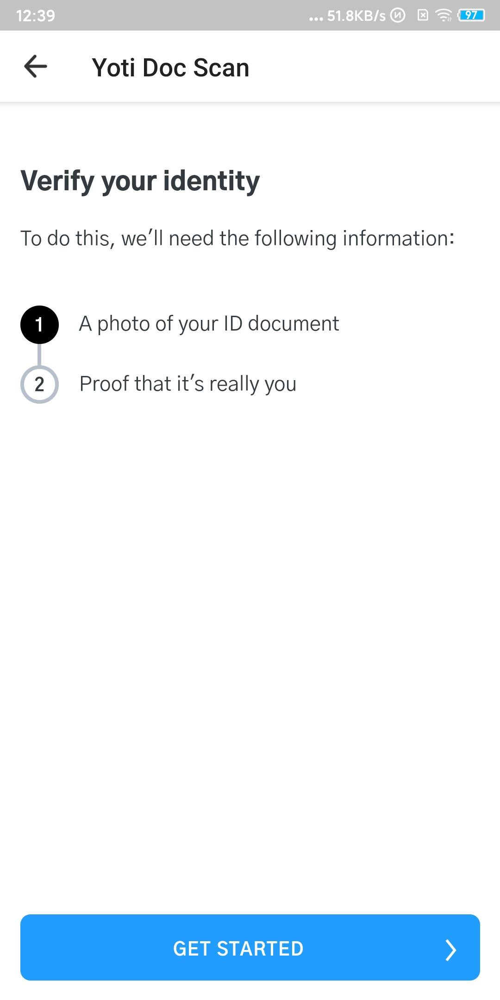 12:39
... 51.8KB/s 97
Yoti Doc Scan
Verify your identity
To do this, we’ll need the following information:
1 A photo of your ID document
2 Proof that it’s really you
GET STARTED